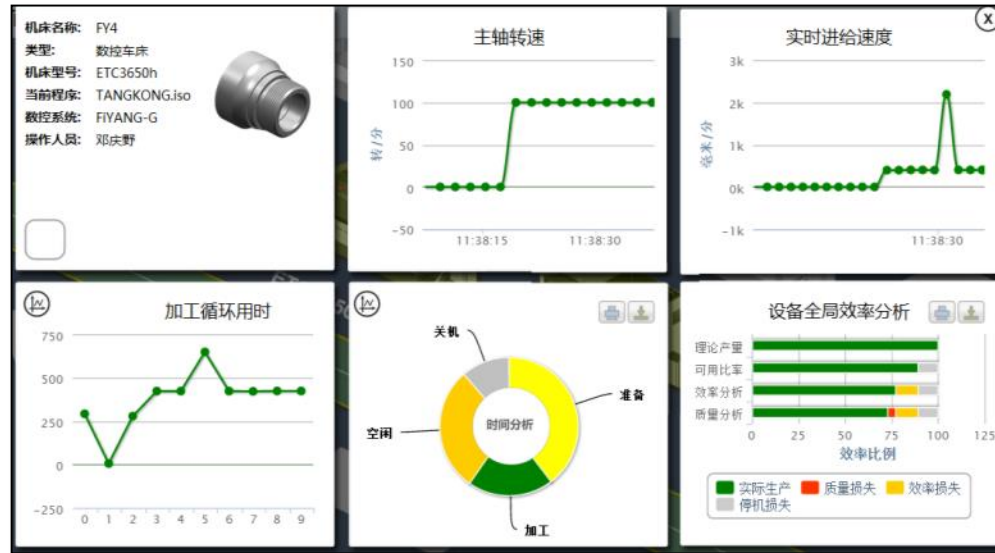 机床名称: FY4
类型: 数控车床
机床型号: ETC3650h
当前程序: TANGKONG.iso
数控系统: FIYANG-G
操作人员: 邓庆野
主轴转速
150
100
50
0
-50
转/分
11:38:15 11:38:30
X
实时进给速度
3k
2k
1k
0k
-1k
毫米/分
11:38:30
加工循环用时
750
500
250
0
-250
0 1 2 3 4 5 6 7 8 9
关机
准备
空闲
时间分析
加工
设备全局效率分析
理论产量
可用比率
效率分析
质量分析
0 25 50 75 100 125
效率比例
实际生产 质量损失 效率损失
停机损失